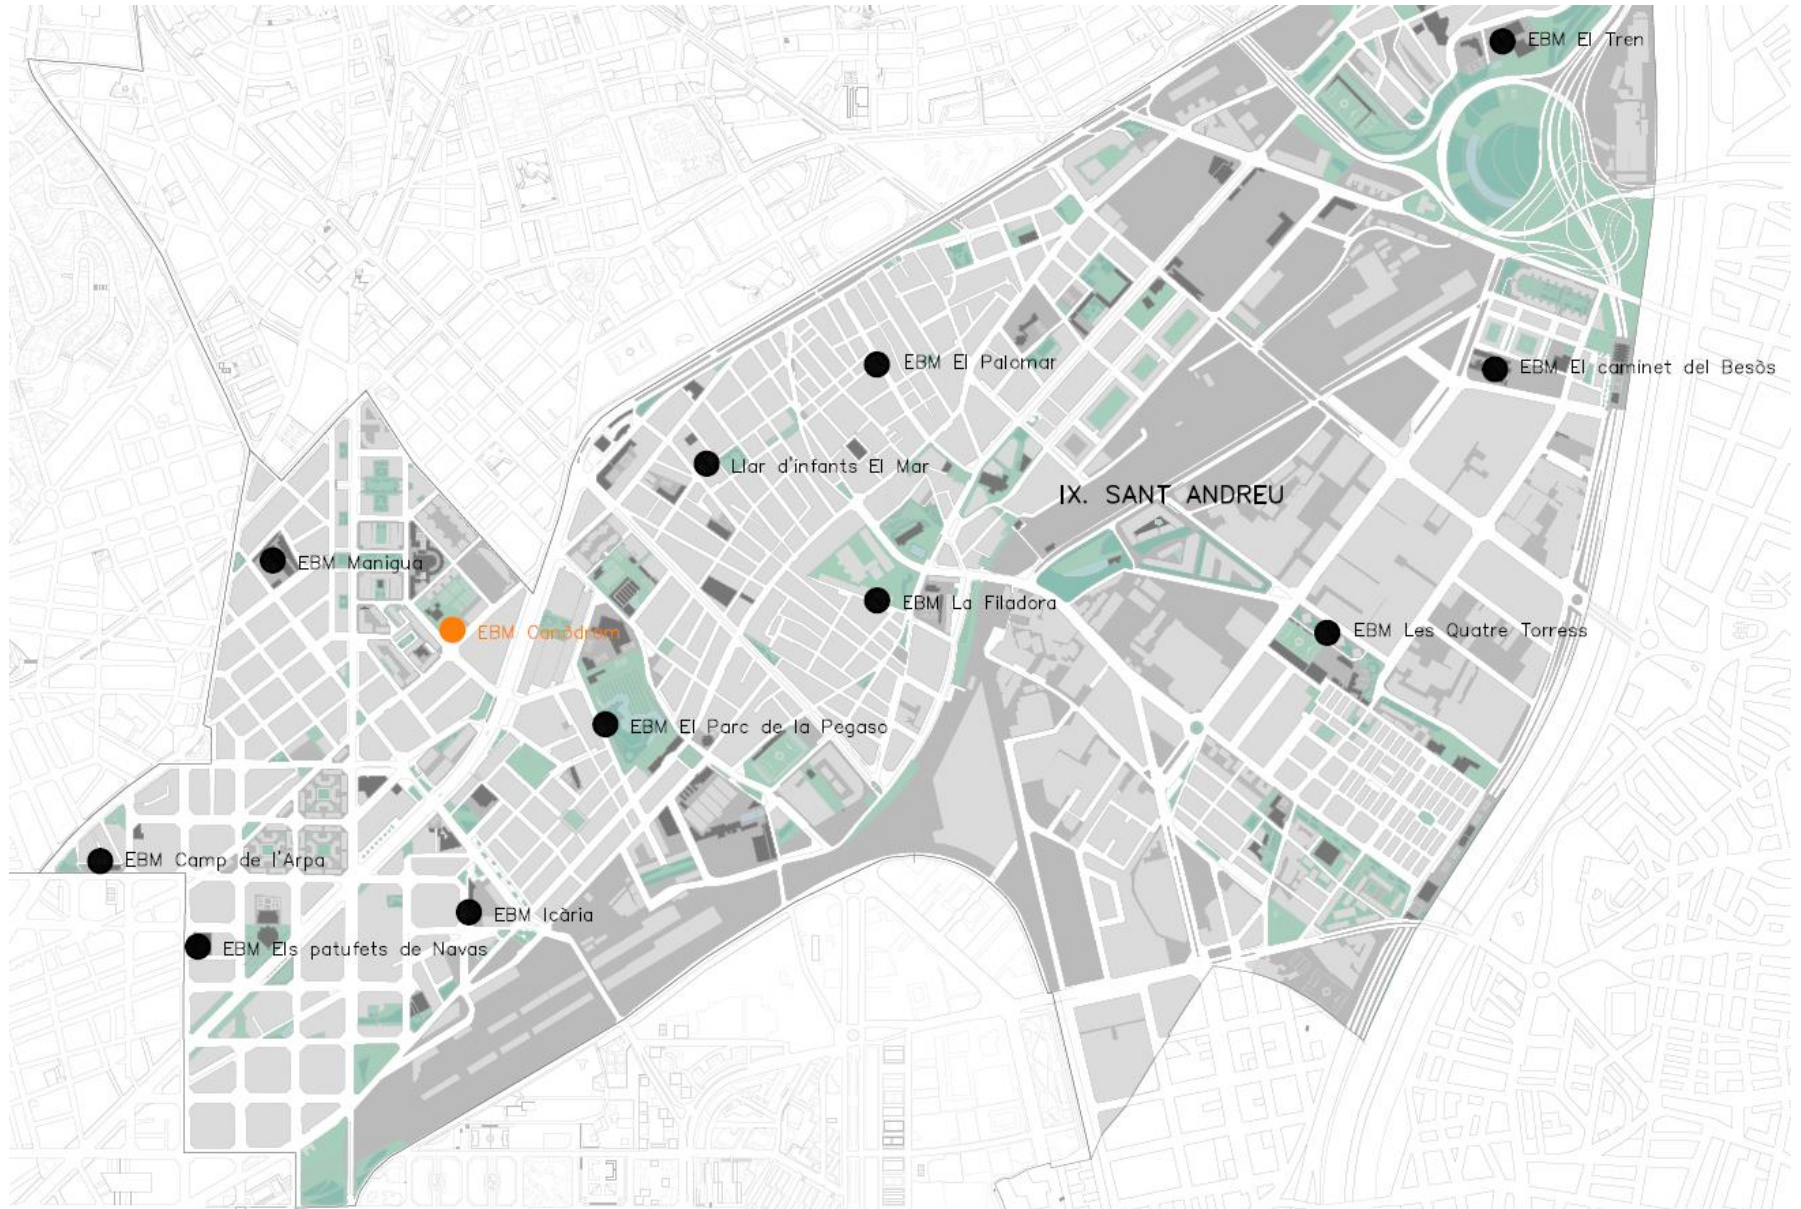 EBM El Tren
EBM El Palomar
EBM El caminet del Besòs
Llar d'infants El Mar
IX. SANT ANDREU
EBM Manigua
EBM La Filadora
EBM Canòdrom
EBM Les Quatre Torress
EBM El Parc de la Pegaso
EBM Camp de l'Arpa
EBM Icària
EBM Els patufets de Navas